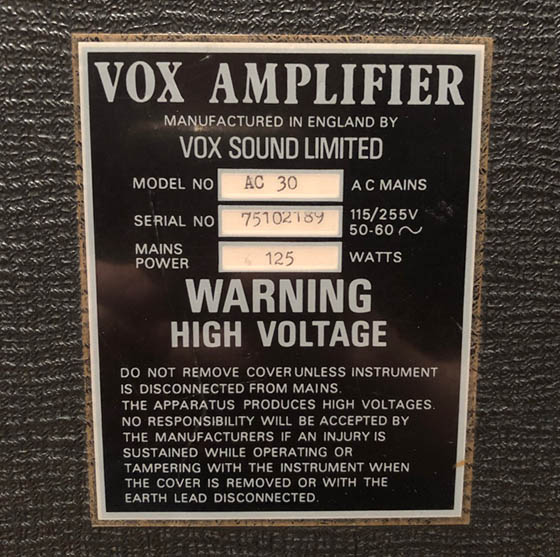 VOX AMPLIFIER
MANUFACTURED IN ENGLAND BY
VOX SOUND LIMITED
MODEL NO AC 30 A C MAINS
SERIAL NO 75102189 115/255V
50-60 ~
MAINS
POWER 125 WATTS
WARNING
HIGH VOLTAGE
DO NOT REMOVE COVER UNLESS INSTRUMENT
IS DISCONNECTED FROM MAINS.
THE APPARATUS PRODUCES HIGH VOLTAGES.
NO RESPONSIBILITY WILL BE ACCEPTED BY
THE MANUFACTURERS IF AN INJURY IS
SUSTAINED WHILE OPERATING OR
TAMPERING WITH THE INSTRUMENT WHEN
THE COVER IS REMOVED OR WITH THE
EARTH LEAD DISCONNECTED.